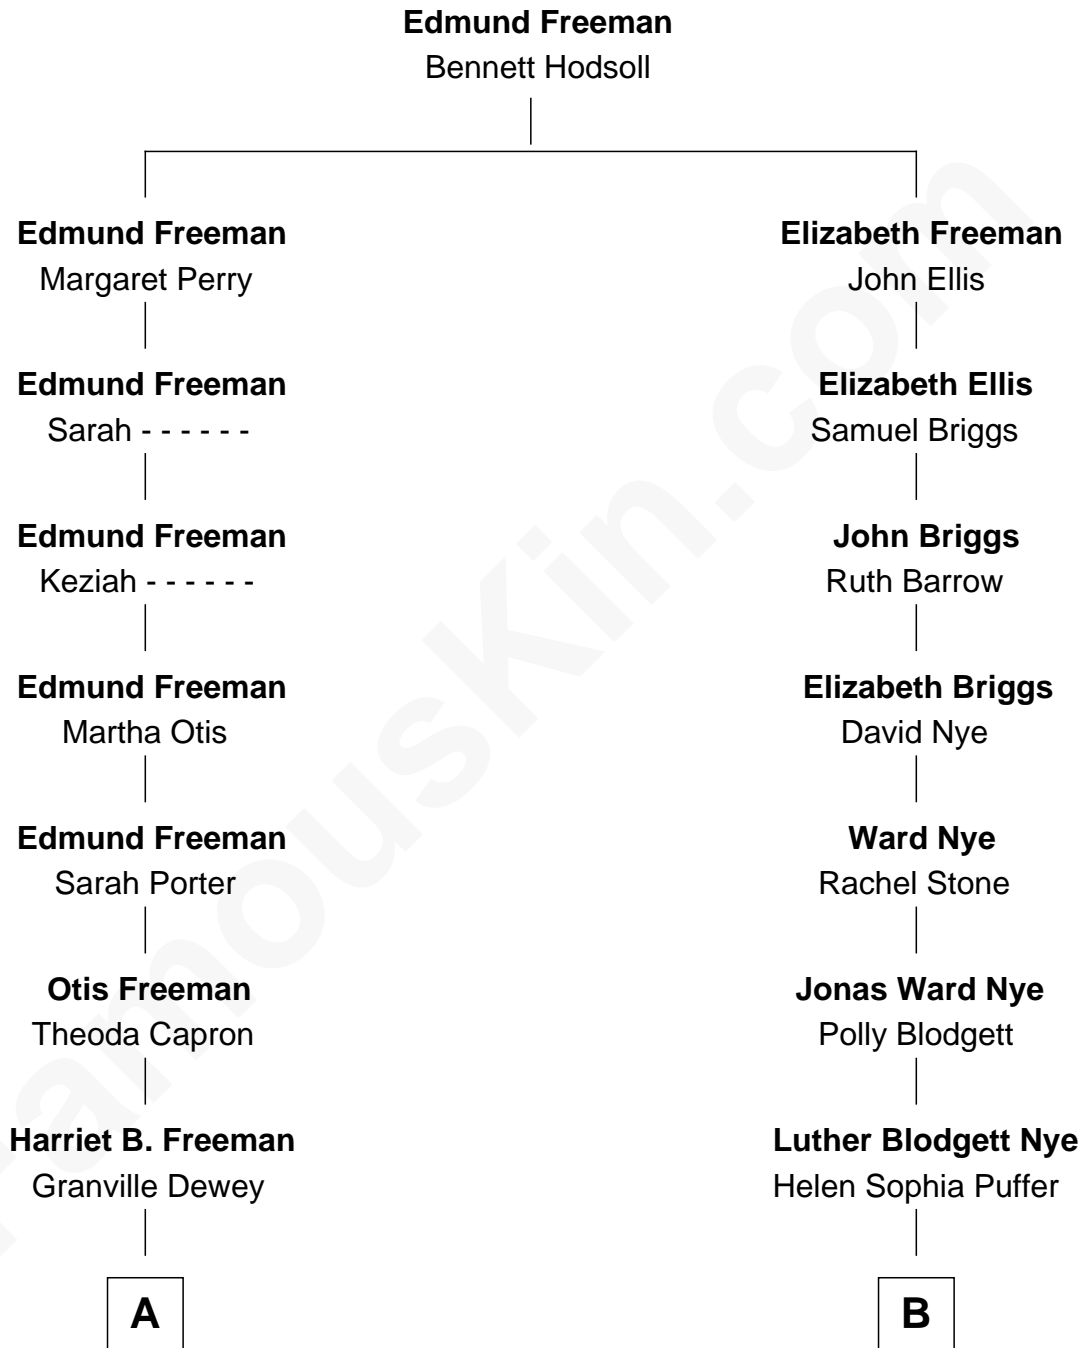 Edmund Freeman
Bennett Hodsoll
Edmund Freeman
Margaret Perry
Edmund Freeman
Sarah - - - - - -
Edmund Freeman
Keziah - - - - - -
Edmund Freeman
Martha Otis
Edmund Freeman
Sarah Porter
Otis Freeman
Theoda Capron
Harriet B. Freeman
Granville Dewey
A
Elizabeth Freeman
John Ellis
Elizabeth Ellis
Samuel Briggs
John Briggs
Ruth Barrow
Elizabeth Briggs
David Nye
Ward Nye
Rachel Stone
Jonas Ward Nye
Polly Blodgett
Luther Blodgett Nye
Helen Sophia Puffer
B
FamousKin.com